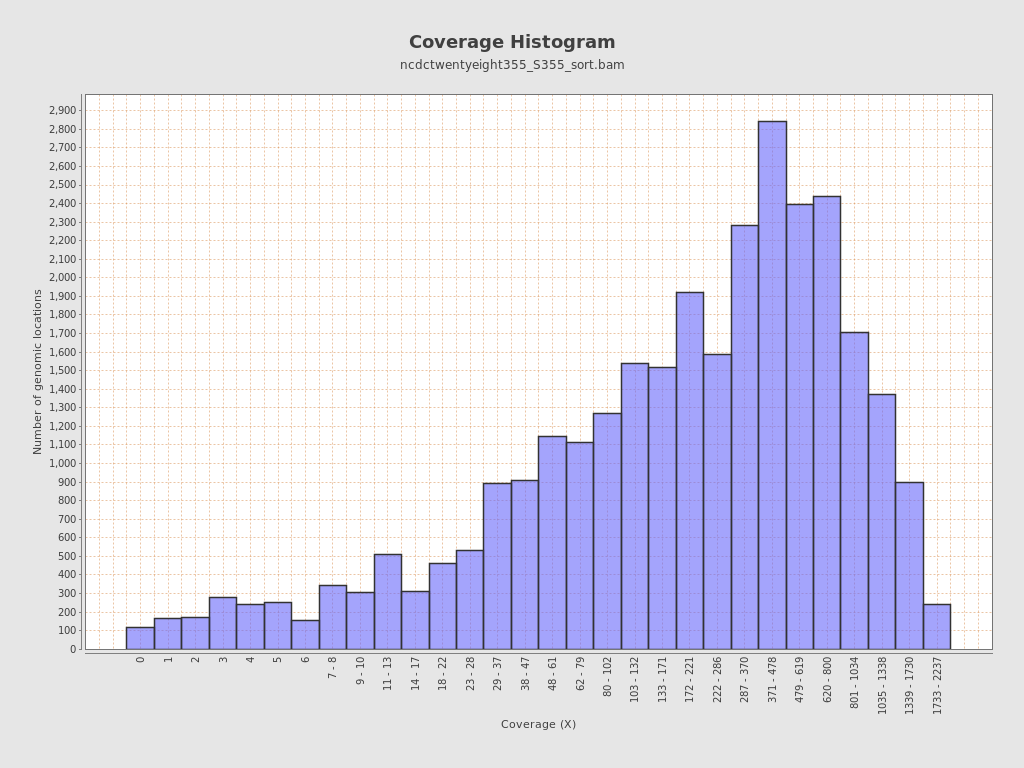 Coverage Histogram
ncdctwentyeight355_S355_sort.bam
Number of genomic locations
2,900
2,800
2,700
2,600
2,500
2,400
2,300
2,200
2,100
2,000
1,900
1,800
1,700
1,600
1,500
1,400
1,300
1,200
1,100
1,000
900
800
700
600
500
400
300
200
100
0
0
1
2
3
4
5
6
7 - 8
9 - 10
11 - 13
14 - 17
18 - 22
23 - 28
29 - 37
38 - 47
48 - 61
62 - 79
80 - 102
103 - 132
133 - 171
172 - 221
222 - 286
287 - 370
371 - 478
479 - 619
620 - 800
801 - 1034
1035 - 1338
1339 - 1730
1733 - 2237
Coverage (X)